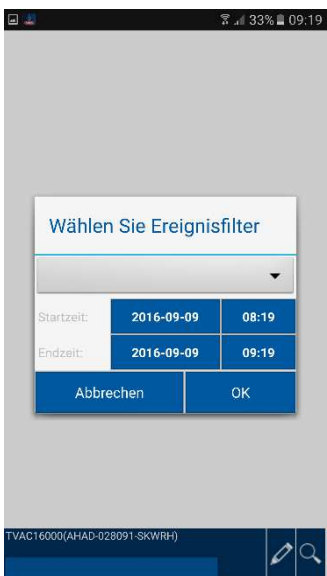 33% 09:19
Wählen Sie Ereignisfilter
Startzeit: 2016-09-09 08:19
Endzeit: 2016-09-09 09:19
Abbrechen OK
TVAC16000(AHAD-028091-SKWRH)